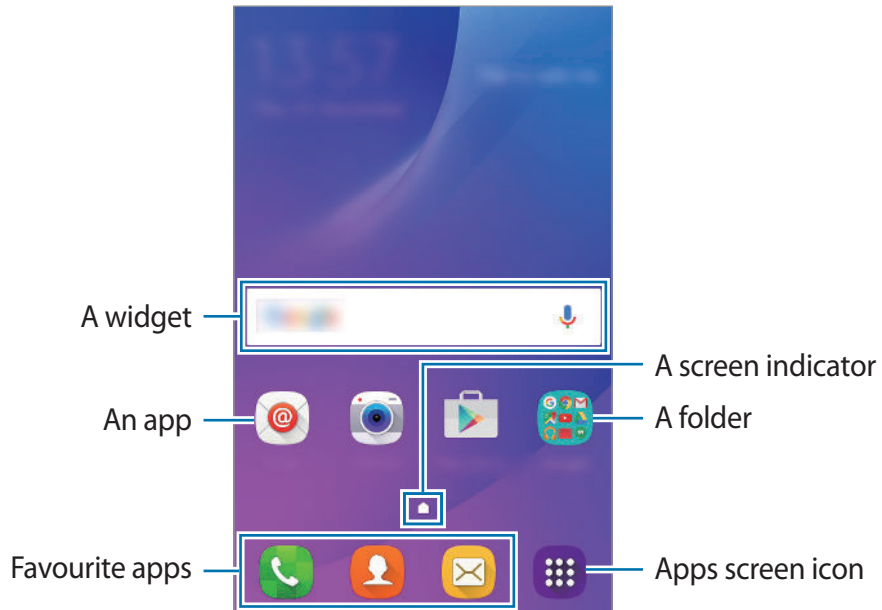 A widget
A screen indicator
An app
A folder
Favourite apps
Apps screen icon